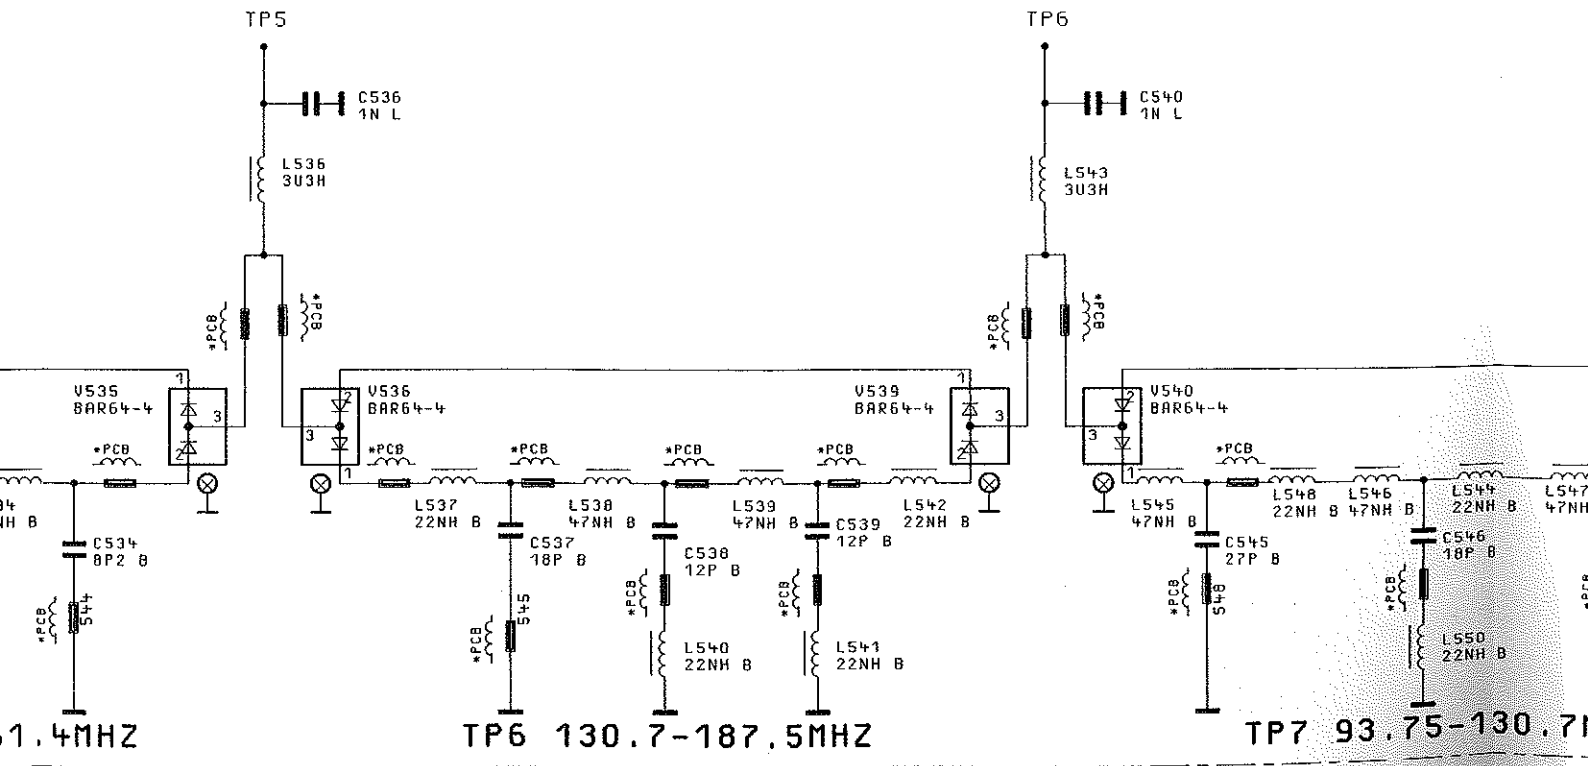 TP5
TP6
C536
1N L
C540
1N L
L536
3U3H
L543
3U3H
*PCB
*PCB
*PCB
*PCB
V535
BAR64-4
1
3
2
V536
BAR64-4
2
3
1
V539
BAR64-4
1
3
2
V540
BAR64-4
2
3
1
*PCB
*PCB
*PCB
*PCB
*PCB
*PCB
34
NH B
L537
22NH B
L538
47NH B
L539
47NH B
L542
22NH B
L545
47NH B
L548
22NH B
L546
47NH B
L544
22NH B
L547
47NH
C534
8P2 B
C537
18P B
C538
12P B
C539
12P B
C545
27P B
C546
18P B
*PCB
544
*PCB
545
*PCB
*PCB
*PCB
548
*PCB
*PCB
L540
22NH B
L541
22NH B
L550
22NH B
61.4MHZ
TP6 130.7-187.5MHZ
TP7 93.75-130.7M